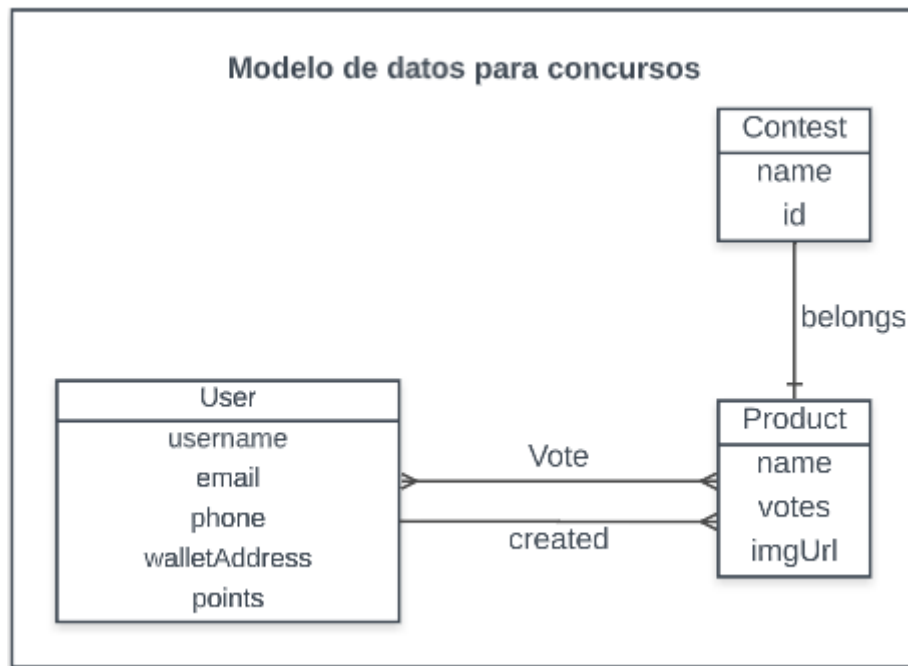 Modelo de datos para concursos
Contest
name
id
belongs
User
username
email
phone
walletAddress
points
Vote
created
Product
name
votes
imgUrl